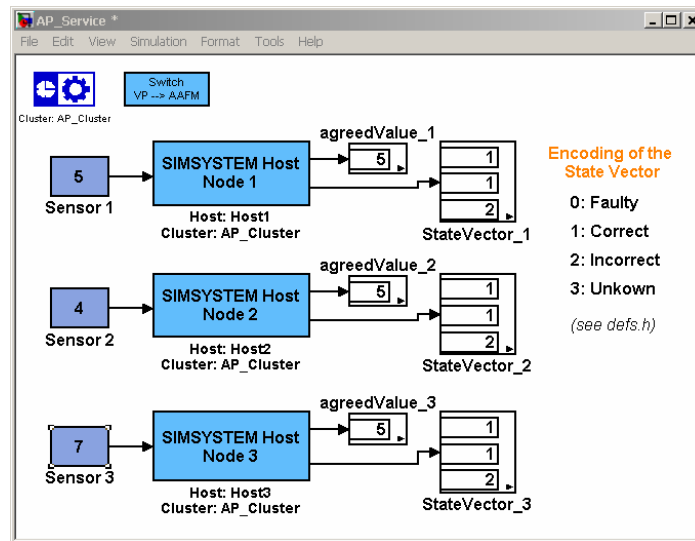 AP_Service *
File Edit View Simulation Format Tools Help
Switch
VP --> AAFM
Cluster: AP_Cluster
agreedValue_1
5
5
SIMSYSTEM Host
Node 1
1
1
2
Sensor 1
Host: Host1
Cluster: AP_Cluster
StateVector_1
Encoding of the
State Vector
0: Faulty
1: Correct
2: Incorrect
3: Unkown
(see defs.h)
agreedValue_2
5
4
SIMSYSTEM Host
Node 2
1
1
2
Sensor 2
Host: Host2
Cluster: AP_Cluster
StateVector_2
agreedValue_3
5
7
SIMSYSTEM Host
Node 3
1
1
2
Sensor 3
Host: Host3
Cluster: AP_Cluster
StateVector_3